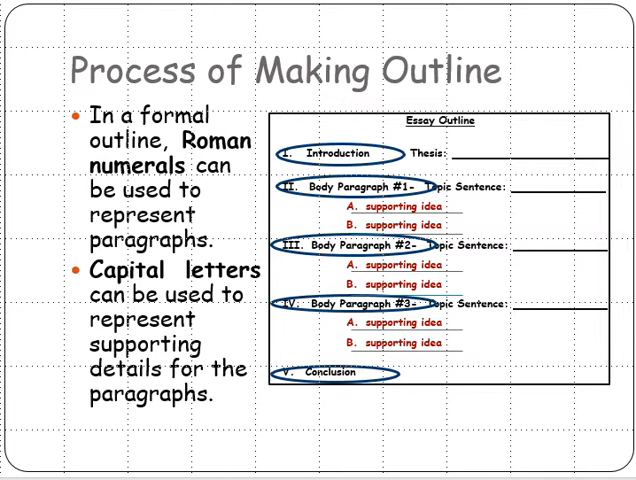 Process of Making Outline
• In a formal
outline, Roman
numerals can
be used to
represent
paragraphs.
• Capital letters
can be used to
represent
supporting
details for the
paragraphs.
Essay Outline
I. Introduction Thesis:
II. Body Paragraph #1- Topic Sentence:
A. supporting idea
B. supporting idea
III. Body Paragraph #2- Topic Sentence:
A. supporting idea
B. supporting idea
IV. Body Paragraph #3- Topic Sentence:
A. supporting idea
B. supporting idea
V. Conclusion